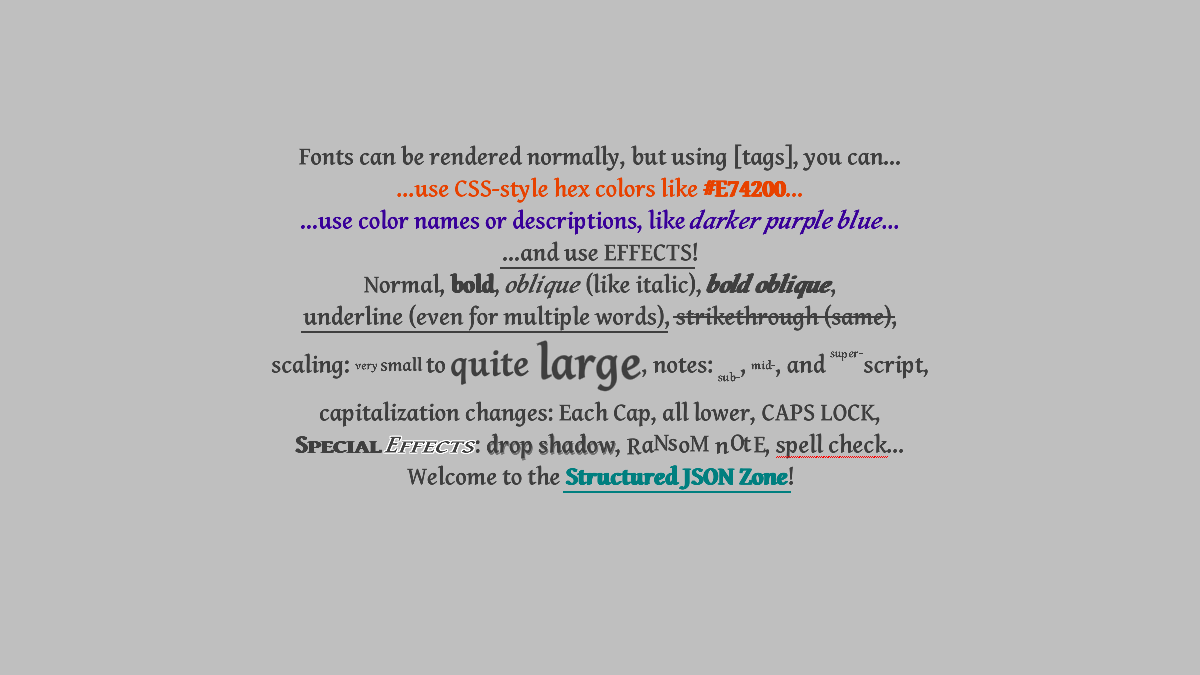 Fonts can be rendered normally, but using [tags], you can...
...use CSS-style hex colors like #E74200...
...use color names or descriptions, like darker purple blue...
...and use EFFECTS!
Normal, bold, oblique (like italic), bold oblique,
underline (even for multiple words), strikethrough (same),
scaling: very small to quite large, notes: sub-, mid-, and super-script,
capitalization changes: Each Cap, all lower, CAPS LOCK,
Special Effects: drop shadow, RaNsoM nOtE, spell check...
Welcome to the Structured JSON Zone!